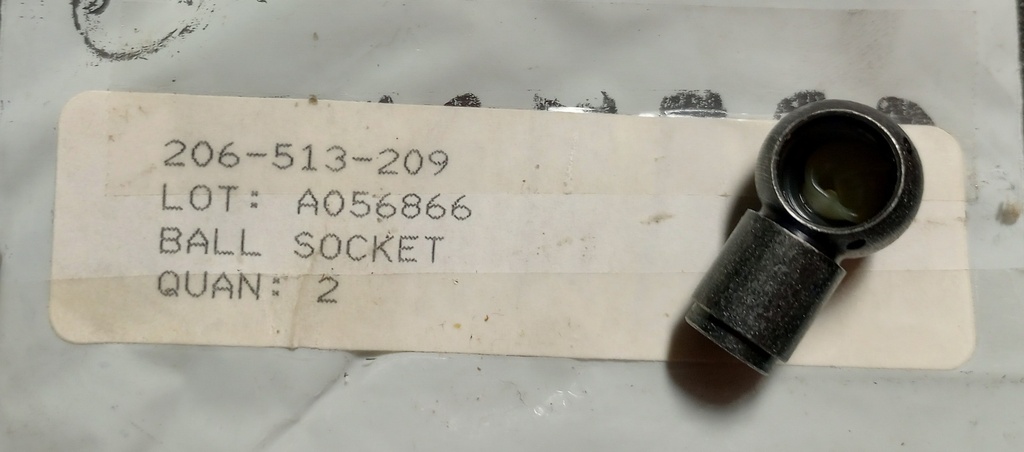 206-513-209
LOT: A056866
BALL SOCKET
QUAN: 2